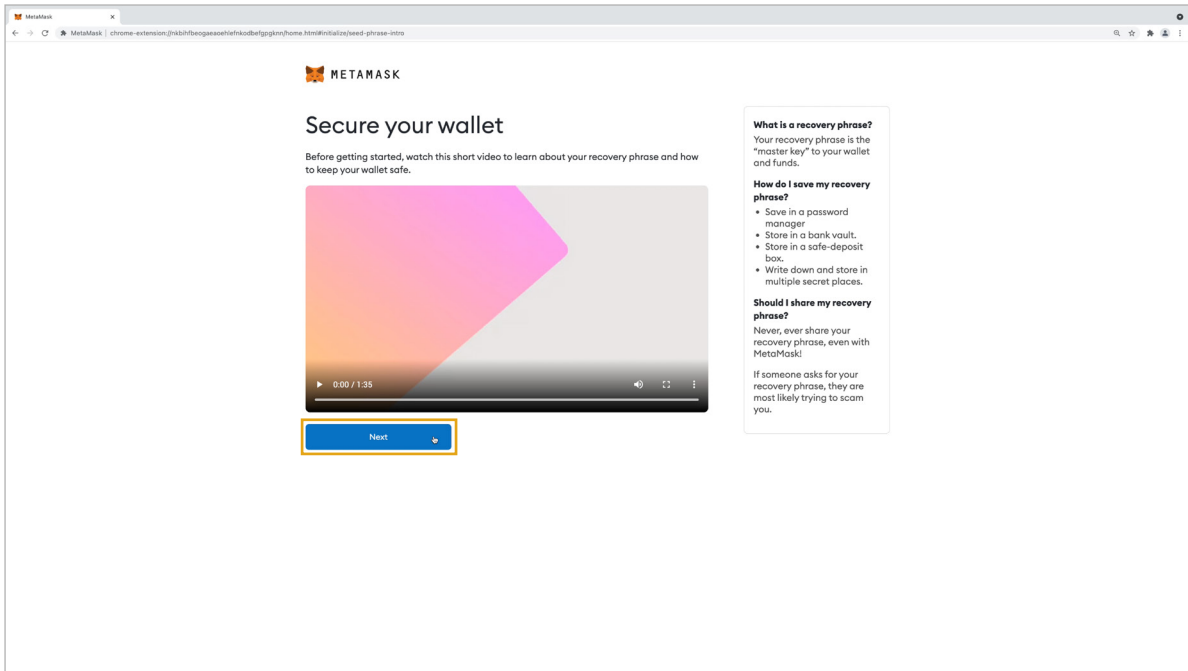 MetaMask
MetaMask | chrome-extension://nkbihfbeogaeaoehlefnkodbefgpgknn/home.html#initialize/seed-phrase-intro
METAMASK
Secure your wallet
Before getting started, watch this short video to learn about your recovery phrase and how
to keep your wallet safe.
0:00 / 1:35
Next
What is a recovery phrase?
Your recovery phrase is the
“master key” to your wallet
and funds.
How do I save my recovery
phrase?
• Save in a password
manager
• Store in a bank vault.
• Store in a safe-deposit
box.
• Write down and store in
multiple secret places.
Should I share my recovery
phrase?
Never, ever share your
recovery phrase, even with
MetaMask!
If someone asks for your
recovery phrase, they are
most likely trying to scam
you.